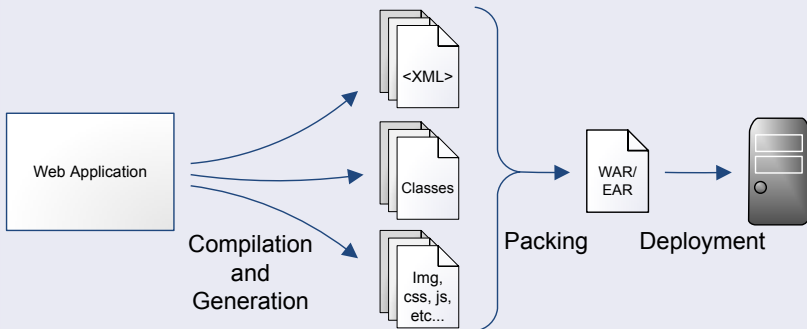 Web Application
Compilation
and
Generation
<XML>
Classes
Img,
css, js,
etc...
Packing
WAR/
EAR
Deployment